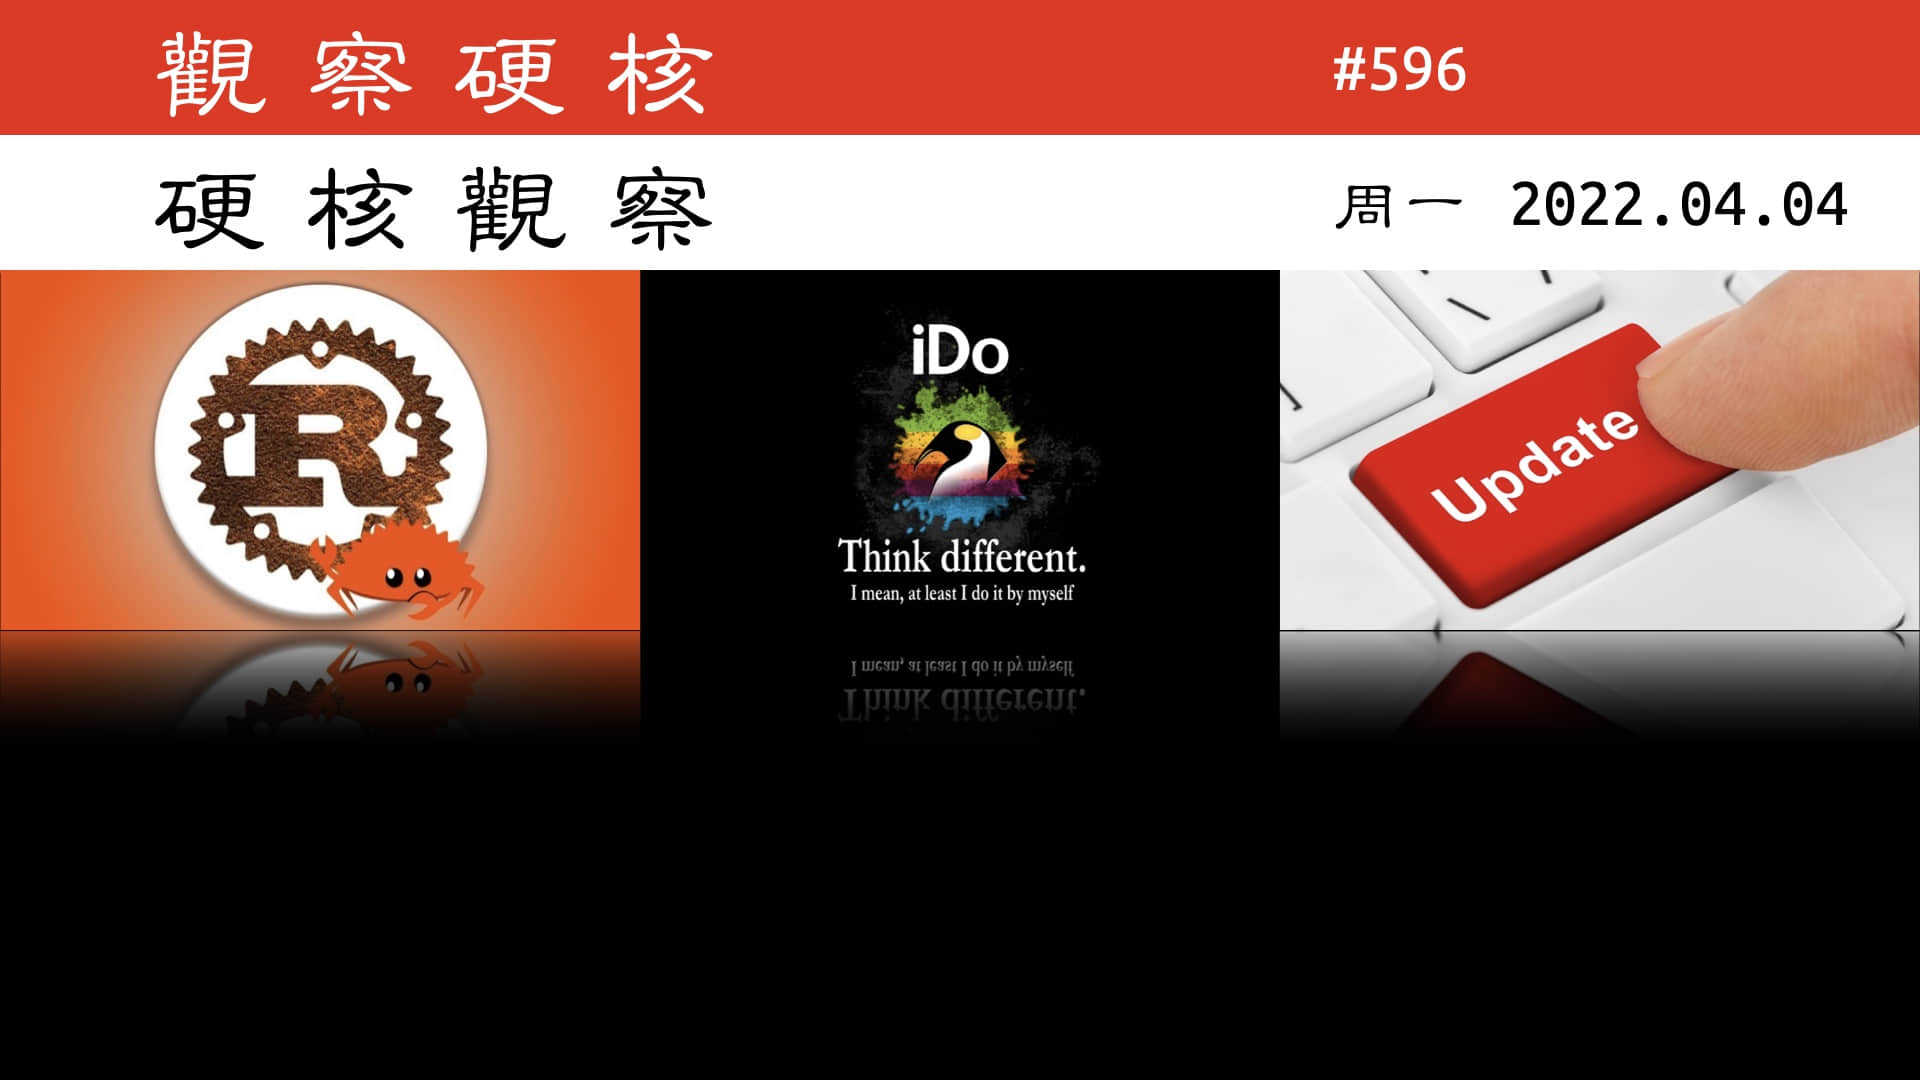 觀察硬核
#596
硬核觀察
周一 2022.04.04
R
iDo
Think different.
I mean, at least I do it by myself
Update
I mean, at least I do it by myself
Think different.